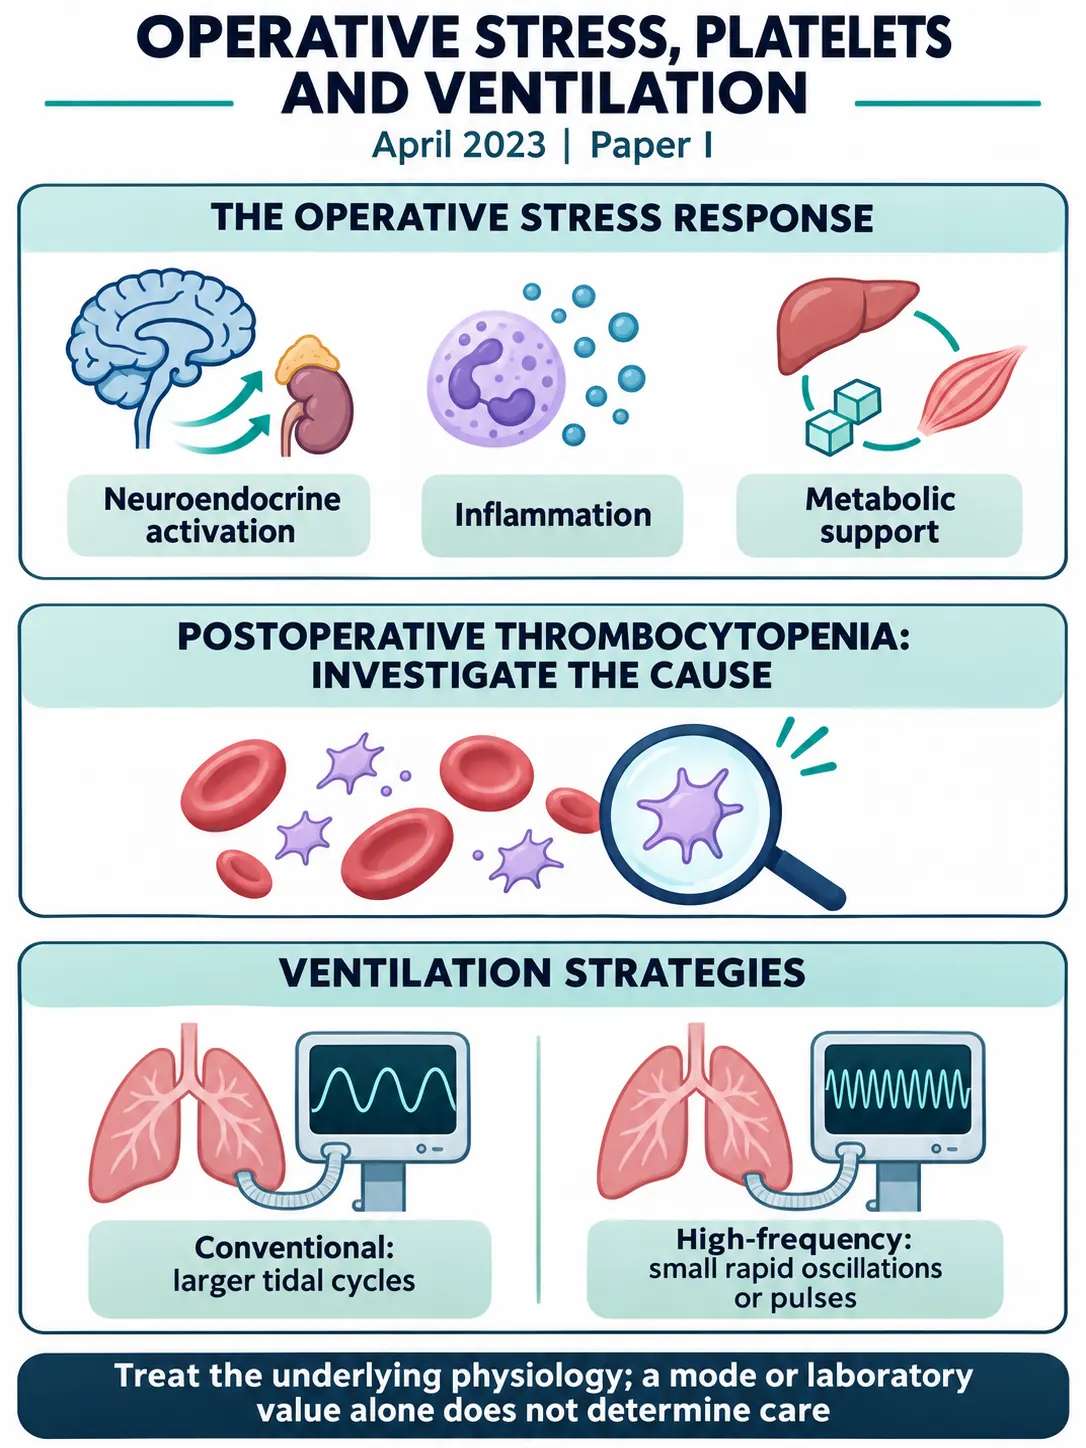 OPERATIVE STRESS, PLATELETS
AND VENTILATION
April 2023 | Paper I
THE OPERATIVE STRESS RESPONSE
Neuroendocrine
activation
Inflammation
Metabolic
support
POSTOPERATIVE THROMBOCYTOPENIA:
INVESTIGATE THE CAUSE
VENTILATION STRATEGIES
Conventional:
larger tidal cycles
High-frequency:
small rapid oscillations
or pulses
Treat the underlying physiology; a mode or laboratory
value alone does not determine care